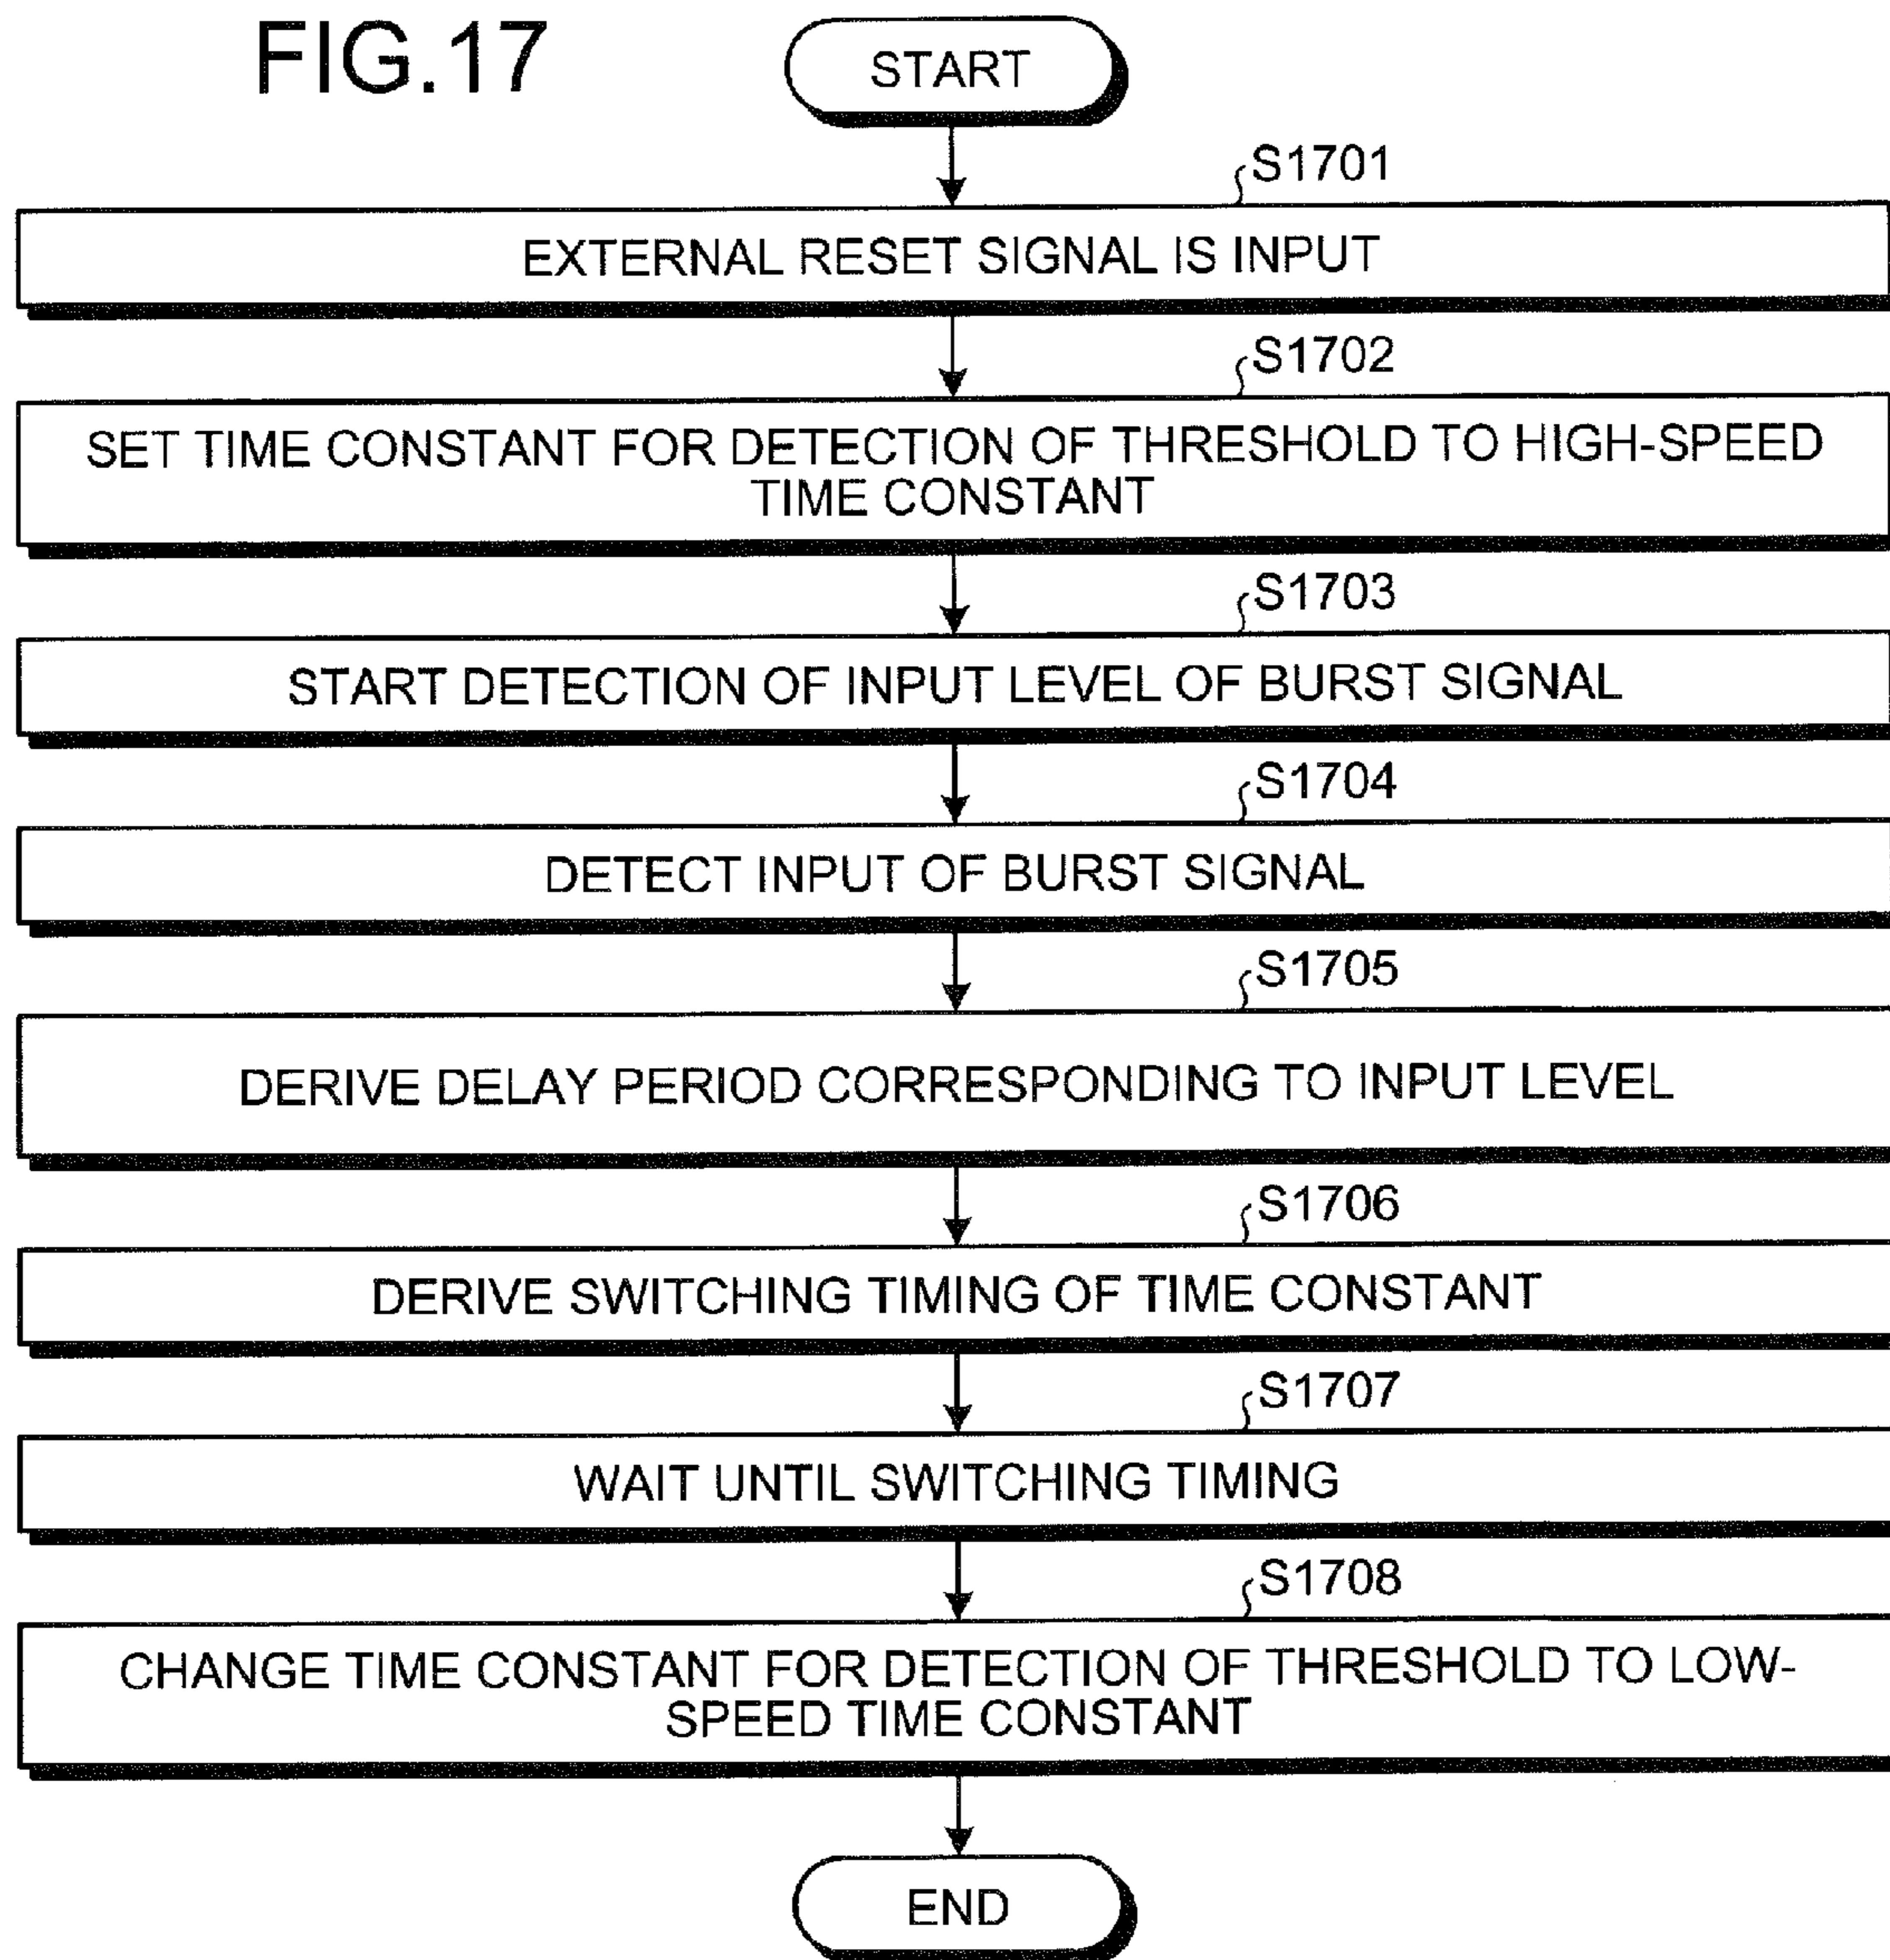 FIG.17
START
S1701
EXTERNAL RESET SIGNAL IS INPUT
S1702
SET TIME CONSTANT FOR DETECTION OF THRESHOLD TO HIGH-SPEED
TIME CONSTANT
S1703
START DETECTION OF INPUT LEVEL OF BURST SIGNAL
S1704
DETECT INPUT OF BURST SIGNAL
S1705
DERIVE DELAY PERIOD CORRESPONDING TO INPUT LEVEL
S1706
DERIVE SWITCHING TIMING OF TIME CONSTANT
S1707
WAIT UNTIL SWITCHING TIMING
S1708
CHANGE TIME CONSTANT FOR DETECTION OF THRESHOLD TO LOW-
SPEED TIME CONSTANT
END